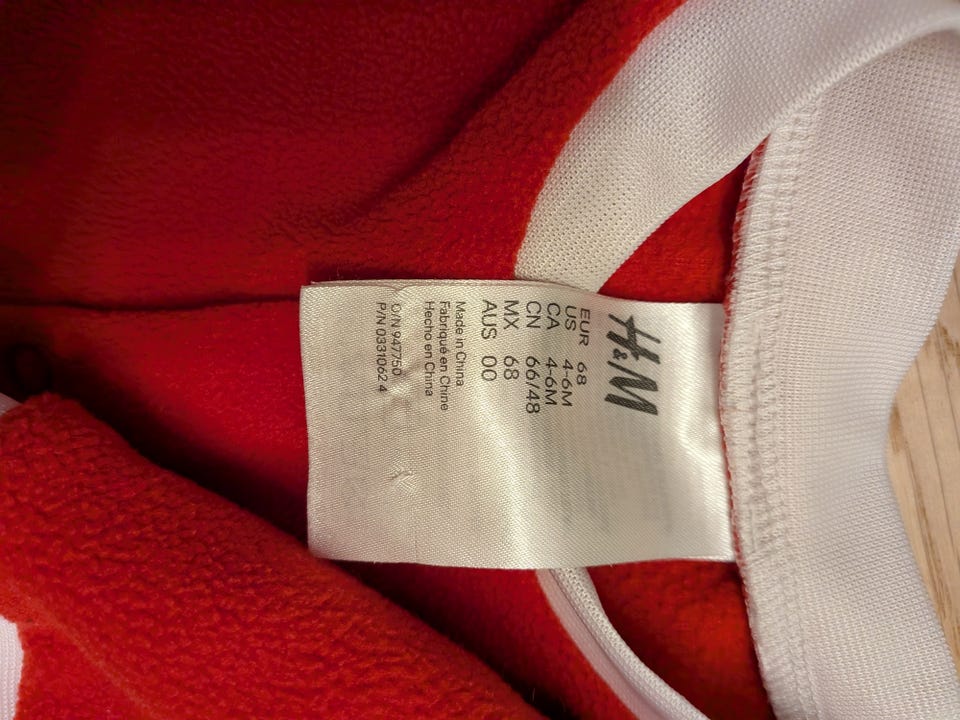 H&M
EUR 68
US 4-6M
CA 4-6M
CN 66/48
MX 68
AUS 00
Made in China
Fabriqué en Chine
Hecho en China
O/N 947750
P/N 0331062 4